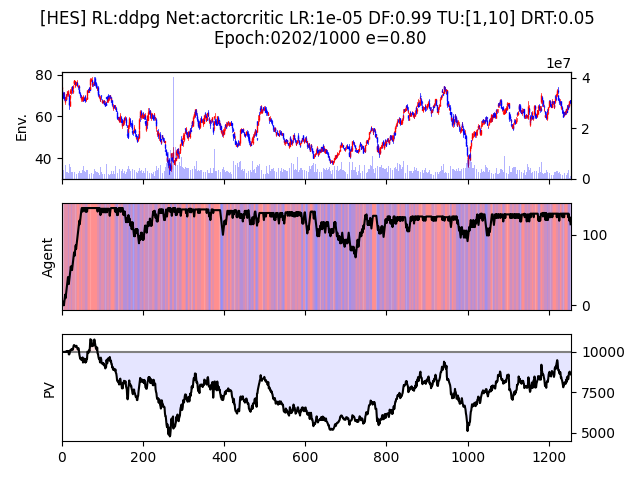 [HES] RL:ddpg Net:actorcritic LR:1e-05 DF:0.99 TU:[1,10] DRT:0.05
Epoch:0202/1000 e=0.80
1e7
80
60
40
Env.
4
2
0
Agent
100
0
PV
10000
7500
5000
0 200 400 600 800 1000 1200